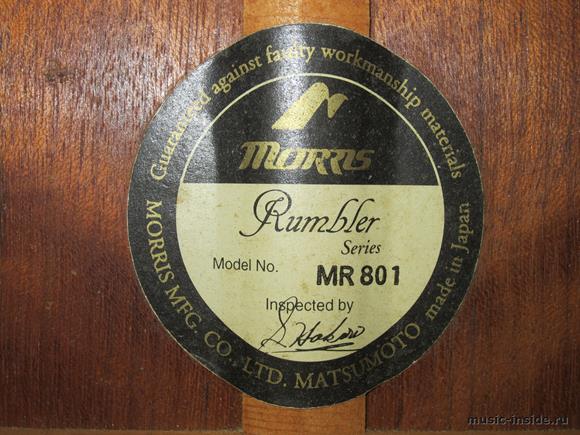 Guaranteed against faulty workmanship materials
MORRIS
Rumbler
Series
Model No. MR 801
Inspected by
MORRIS MFG. CO., LTD. MATSUMOTO made in Japan
music-inside.ru